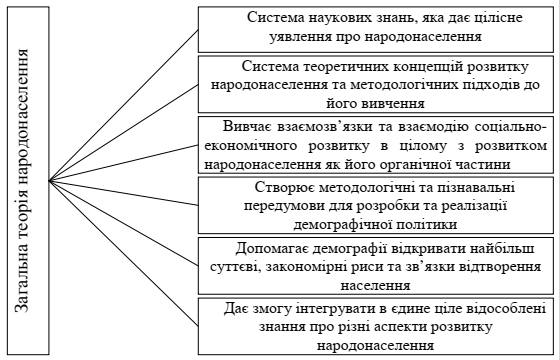 Загальна теорія народонаселення
Система наукових знань, яка дає цілісне
уявлення про народонаселення
Система теоретичних концепцій розвитку
народонаселення та методологічних підходів до
його вивчення
Вивчає взаємозв’язки та взаємодію соціально-
економічного розвитку в цілому з розвитком
народонаселення як його органічної частини
Створює методологічні та пізнавальні
передумови для розробки та реалізації
демографічної політики
Допомагає демографії відкривати найбільш
суттєві, закономірні риси та зв’язки відтворення
населення
Дає змогу інтегрувати в єдине ціле відособлені
знання про різні аспекти розвитку
народонаселення